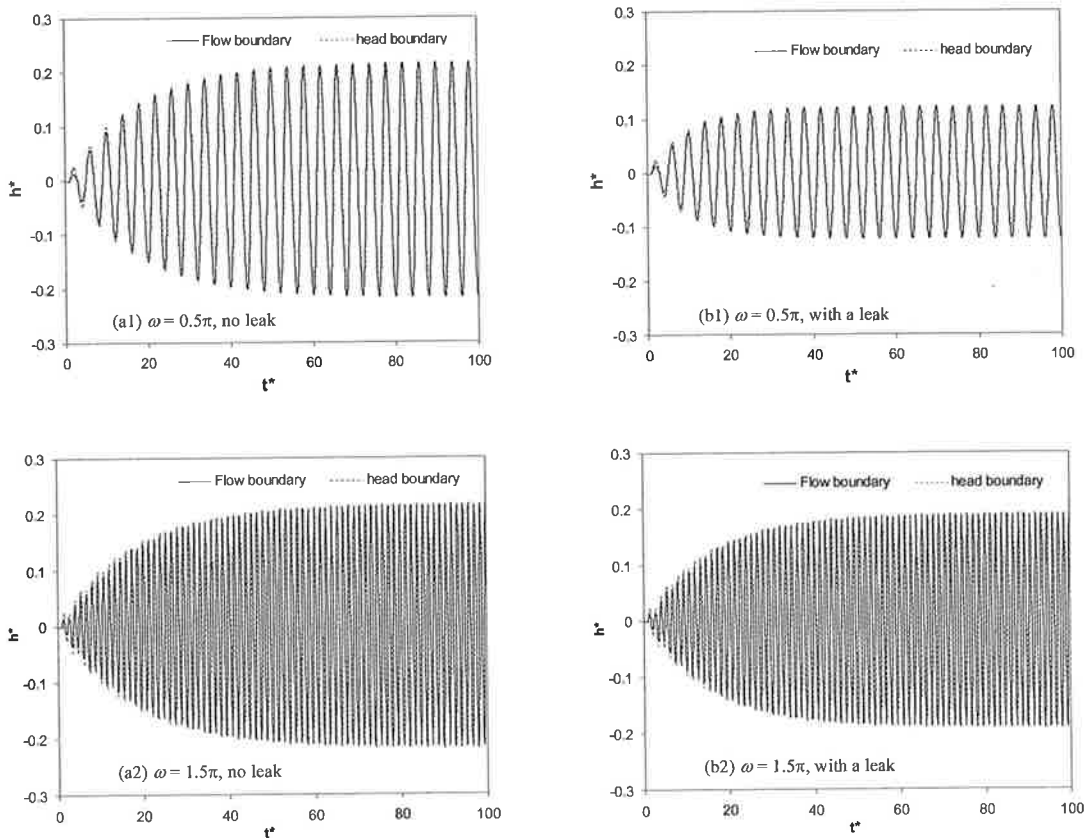 0.3
Flow boundary head boundary
0.2
0.1
h*
0
-0.1
-0.2
(a1) ω = 0.5π, no leak
-0.3
0 20 40 60 80 100
t*
0.3
Flow boundary head boundary
0.2
0.1
h*
0
-0.1
-0.2
(b1) ω = 0.5π, with a leak
-0.3
0 20 40 60 80 100
t*
0.3
Flow boundary head boundary
0.2
0.1
h*
0
-0.1
-0.2
(a2) ω = 1.5π, no leak
-0.3
0 20 40 60 80 100
t*
0.3
Flow boundary head boundary
0.2
0.1
h*
0
-0.1
-0.2
(b2) ω = 1.5π, with a leak
-0.3
0 20 40 60 80 100
t*